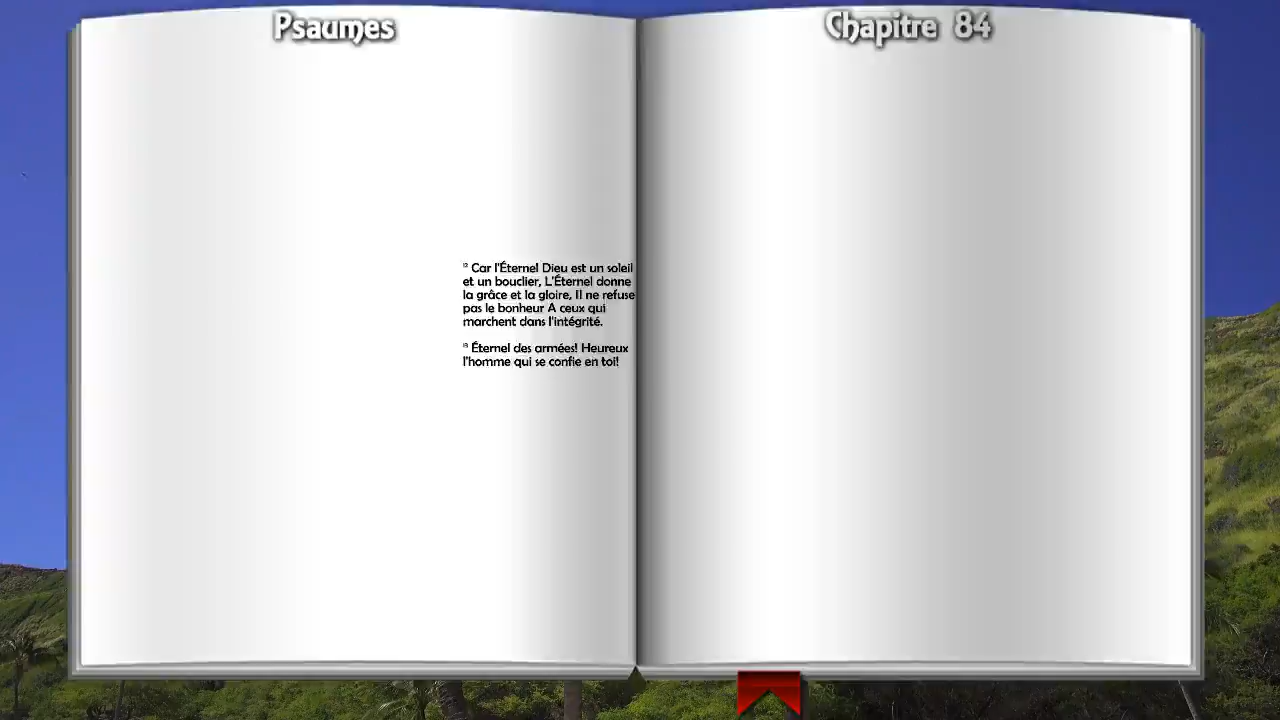 Psaumes
Chapitre 84
¹² Car l'Éternel Dieu est un soleil
et un bouclier, L'Éternel donne
la grâce et la gloire, Il ne refuse
pas le bonheur A ceux qui
marchent dans l'intégrité.
¹³ Éternel des armées! Heureux
l'homme qui se confie en toi!